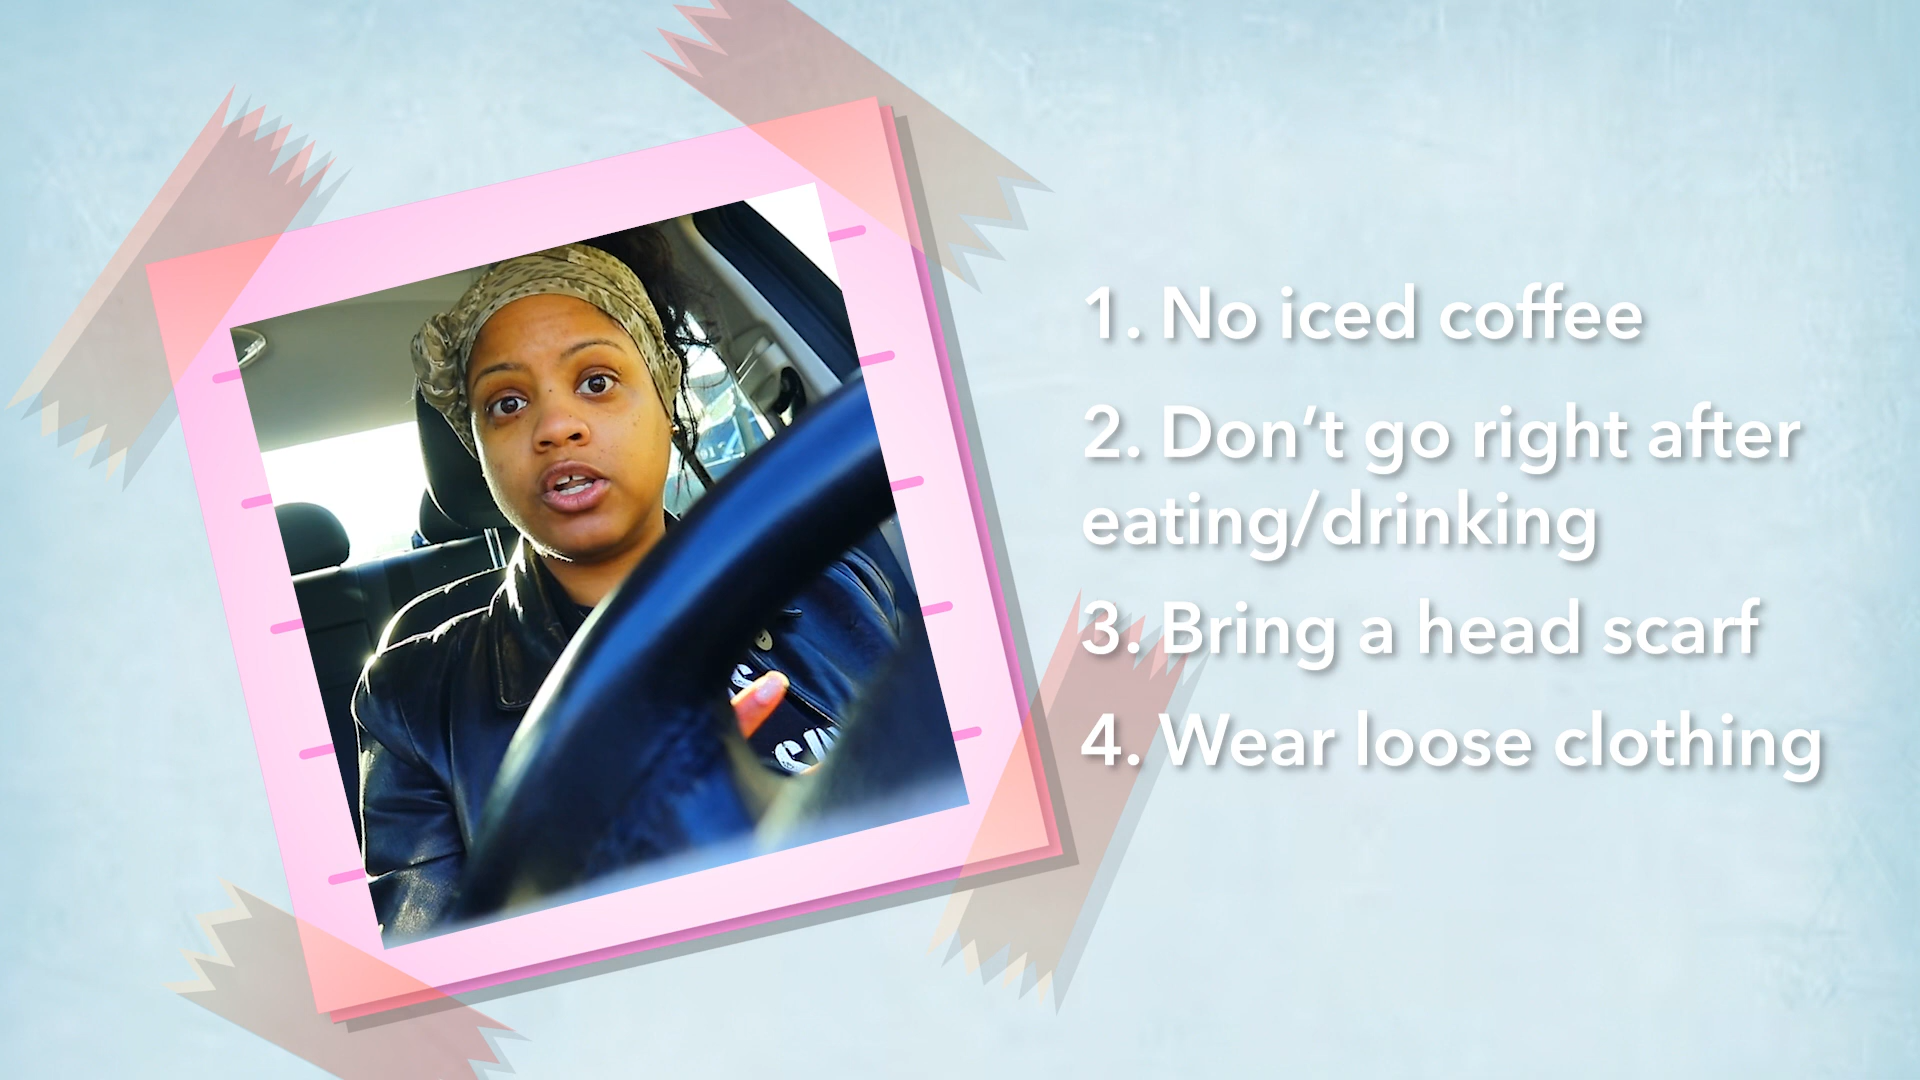 1. No iced coffee
2. Don’t go right after
eating/drinking
3. Bring a head scarf
4. Wear loose clothing